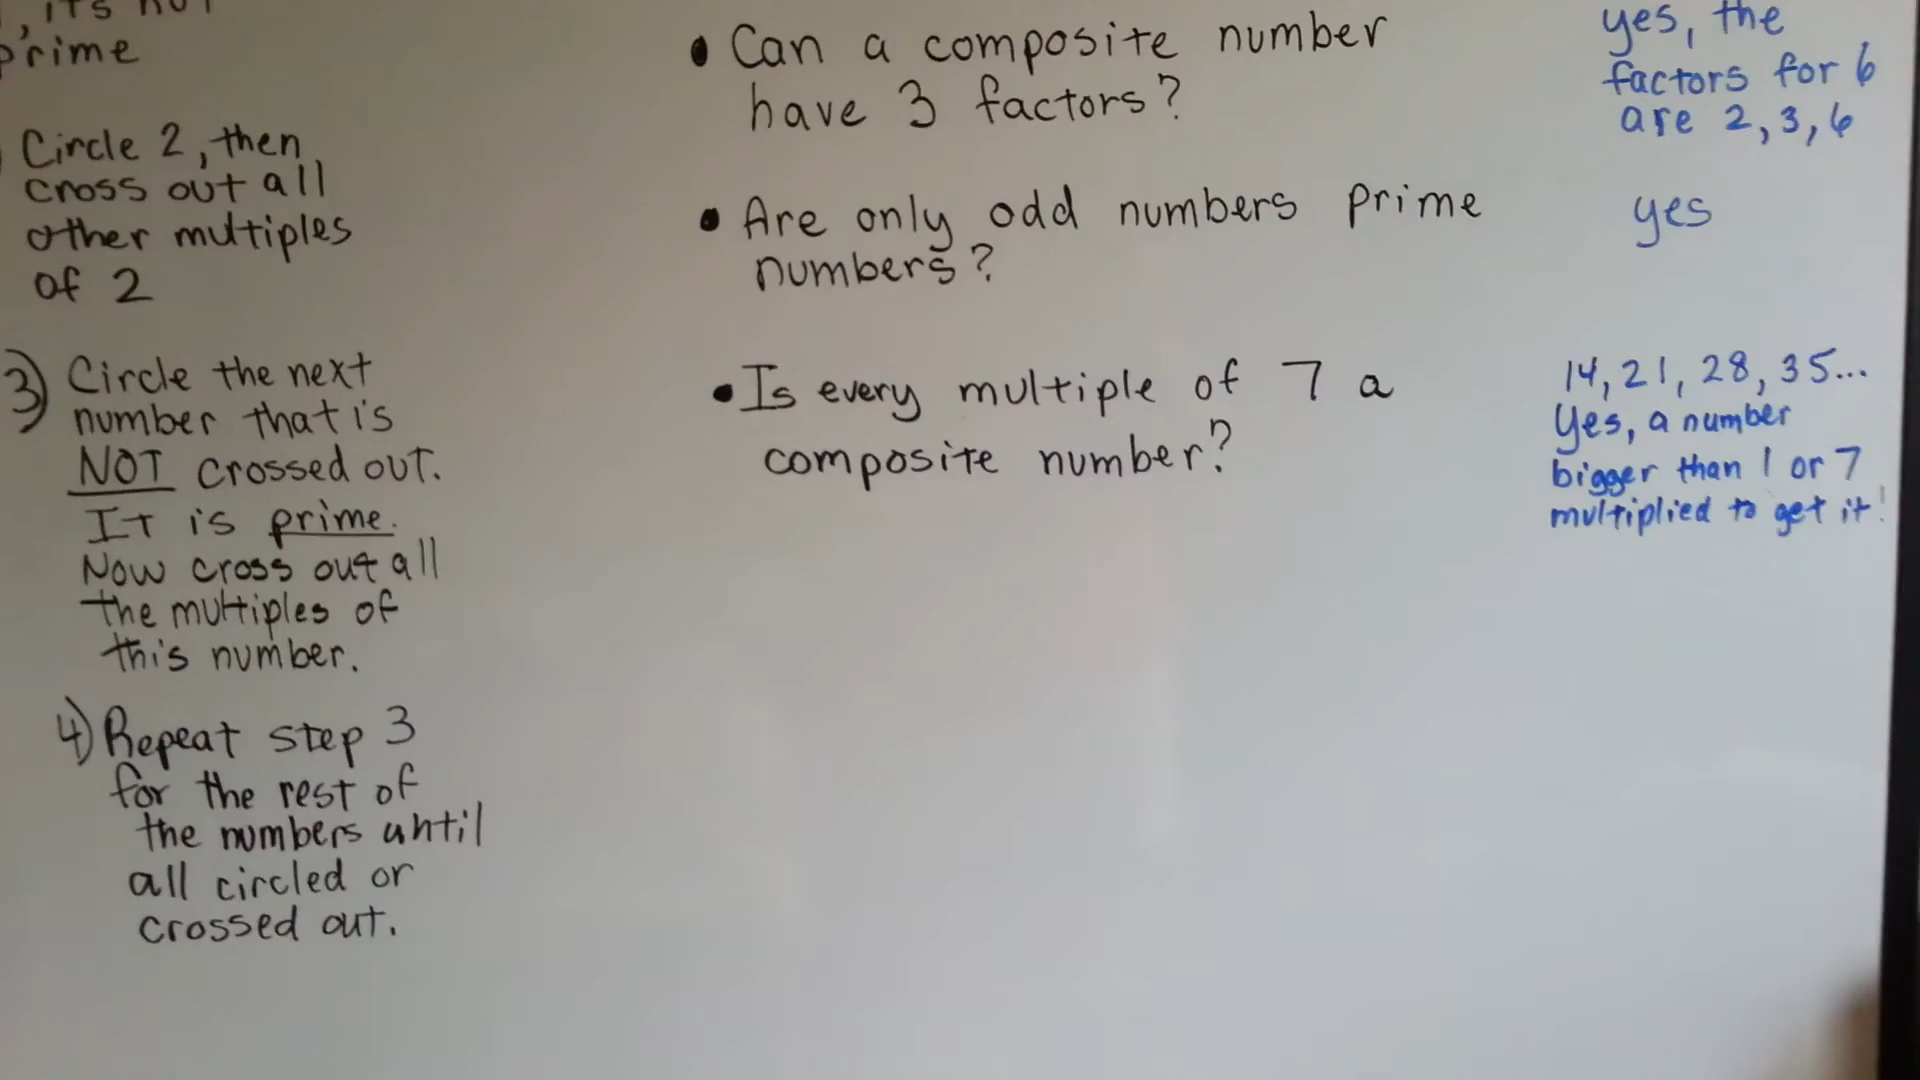 , it's not
prime
Circle 2, then
cross out all
other multiples
of 2
3) Circle the next
number that is
NOT crossed out.
It is prime.
Now cross out all
the multiples of
this number.
4) Repeat step 3
for the rest of
the numbers until
all circled or
crossed out.
• Can a composite number
have 3 factors?
• Are only odd numbers prime
numbers?
• Is every multiple of 7 a
composite number?
yes, the
factors for 6
are 2, 3, 6
yes
14, 21, 28, 35...
Yes, a number
bigger than 1 or 7
multiplied to get it!